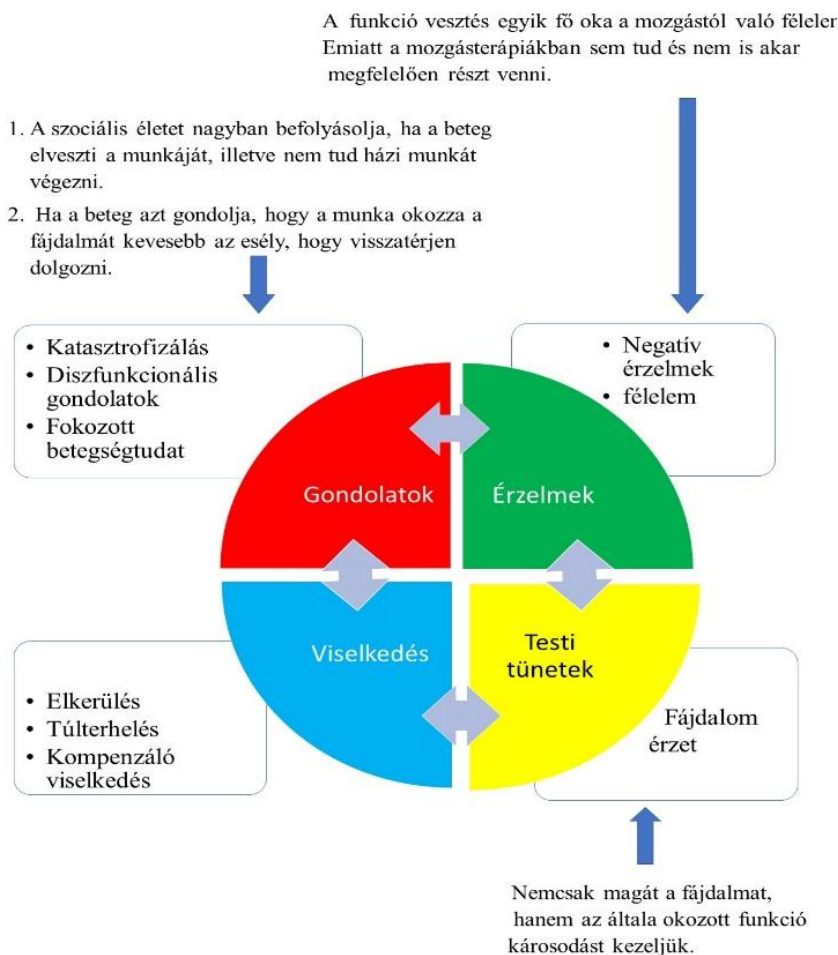 A funkció vesztés egyik fő oka a mozgástól való félelem
Emiatt a mozgásterápiákban sem tud és nem is akar
megfelelően részt venni.
1. A szociális életet nagyban befolyásolja, ha a beteg
elveszti a munkáját, illetve nem tud házi munkát
végezni.
2. Ha a beteg azt gondolja, hogy a munka okozza a
fájdalmát kevesebb az esély, hogy visszatérjen
dolgozni.
• Katasztrofizálás
• Diszfunkcionális
gondolatok
• Fokozott
betegségtudat
• Negatív
érzelmek
• félelem
Gondolatok
Érzelmek
Viselkedés
Testi
tünetek
• Elkerülés
• Túlterhelés
• Kompenzáló
viselkedés
Fájdalom
érzet
Nemcsak magát a fájdalmat,
hanem az általa okozott funkció
károsodást kezeljük.